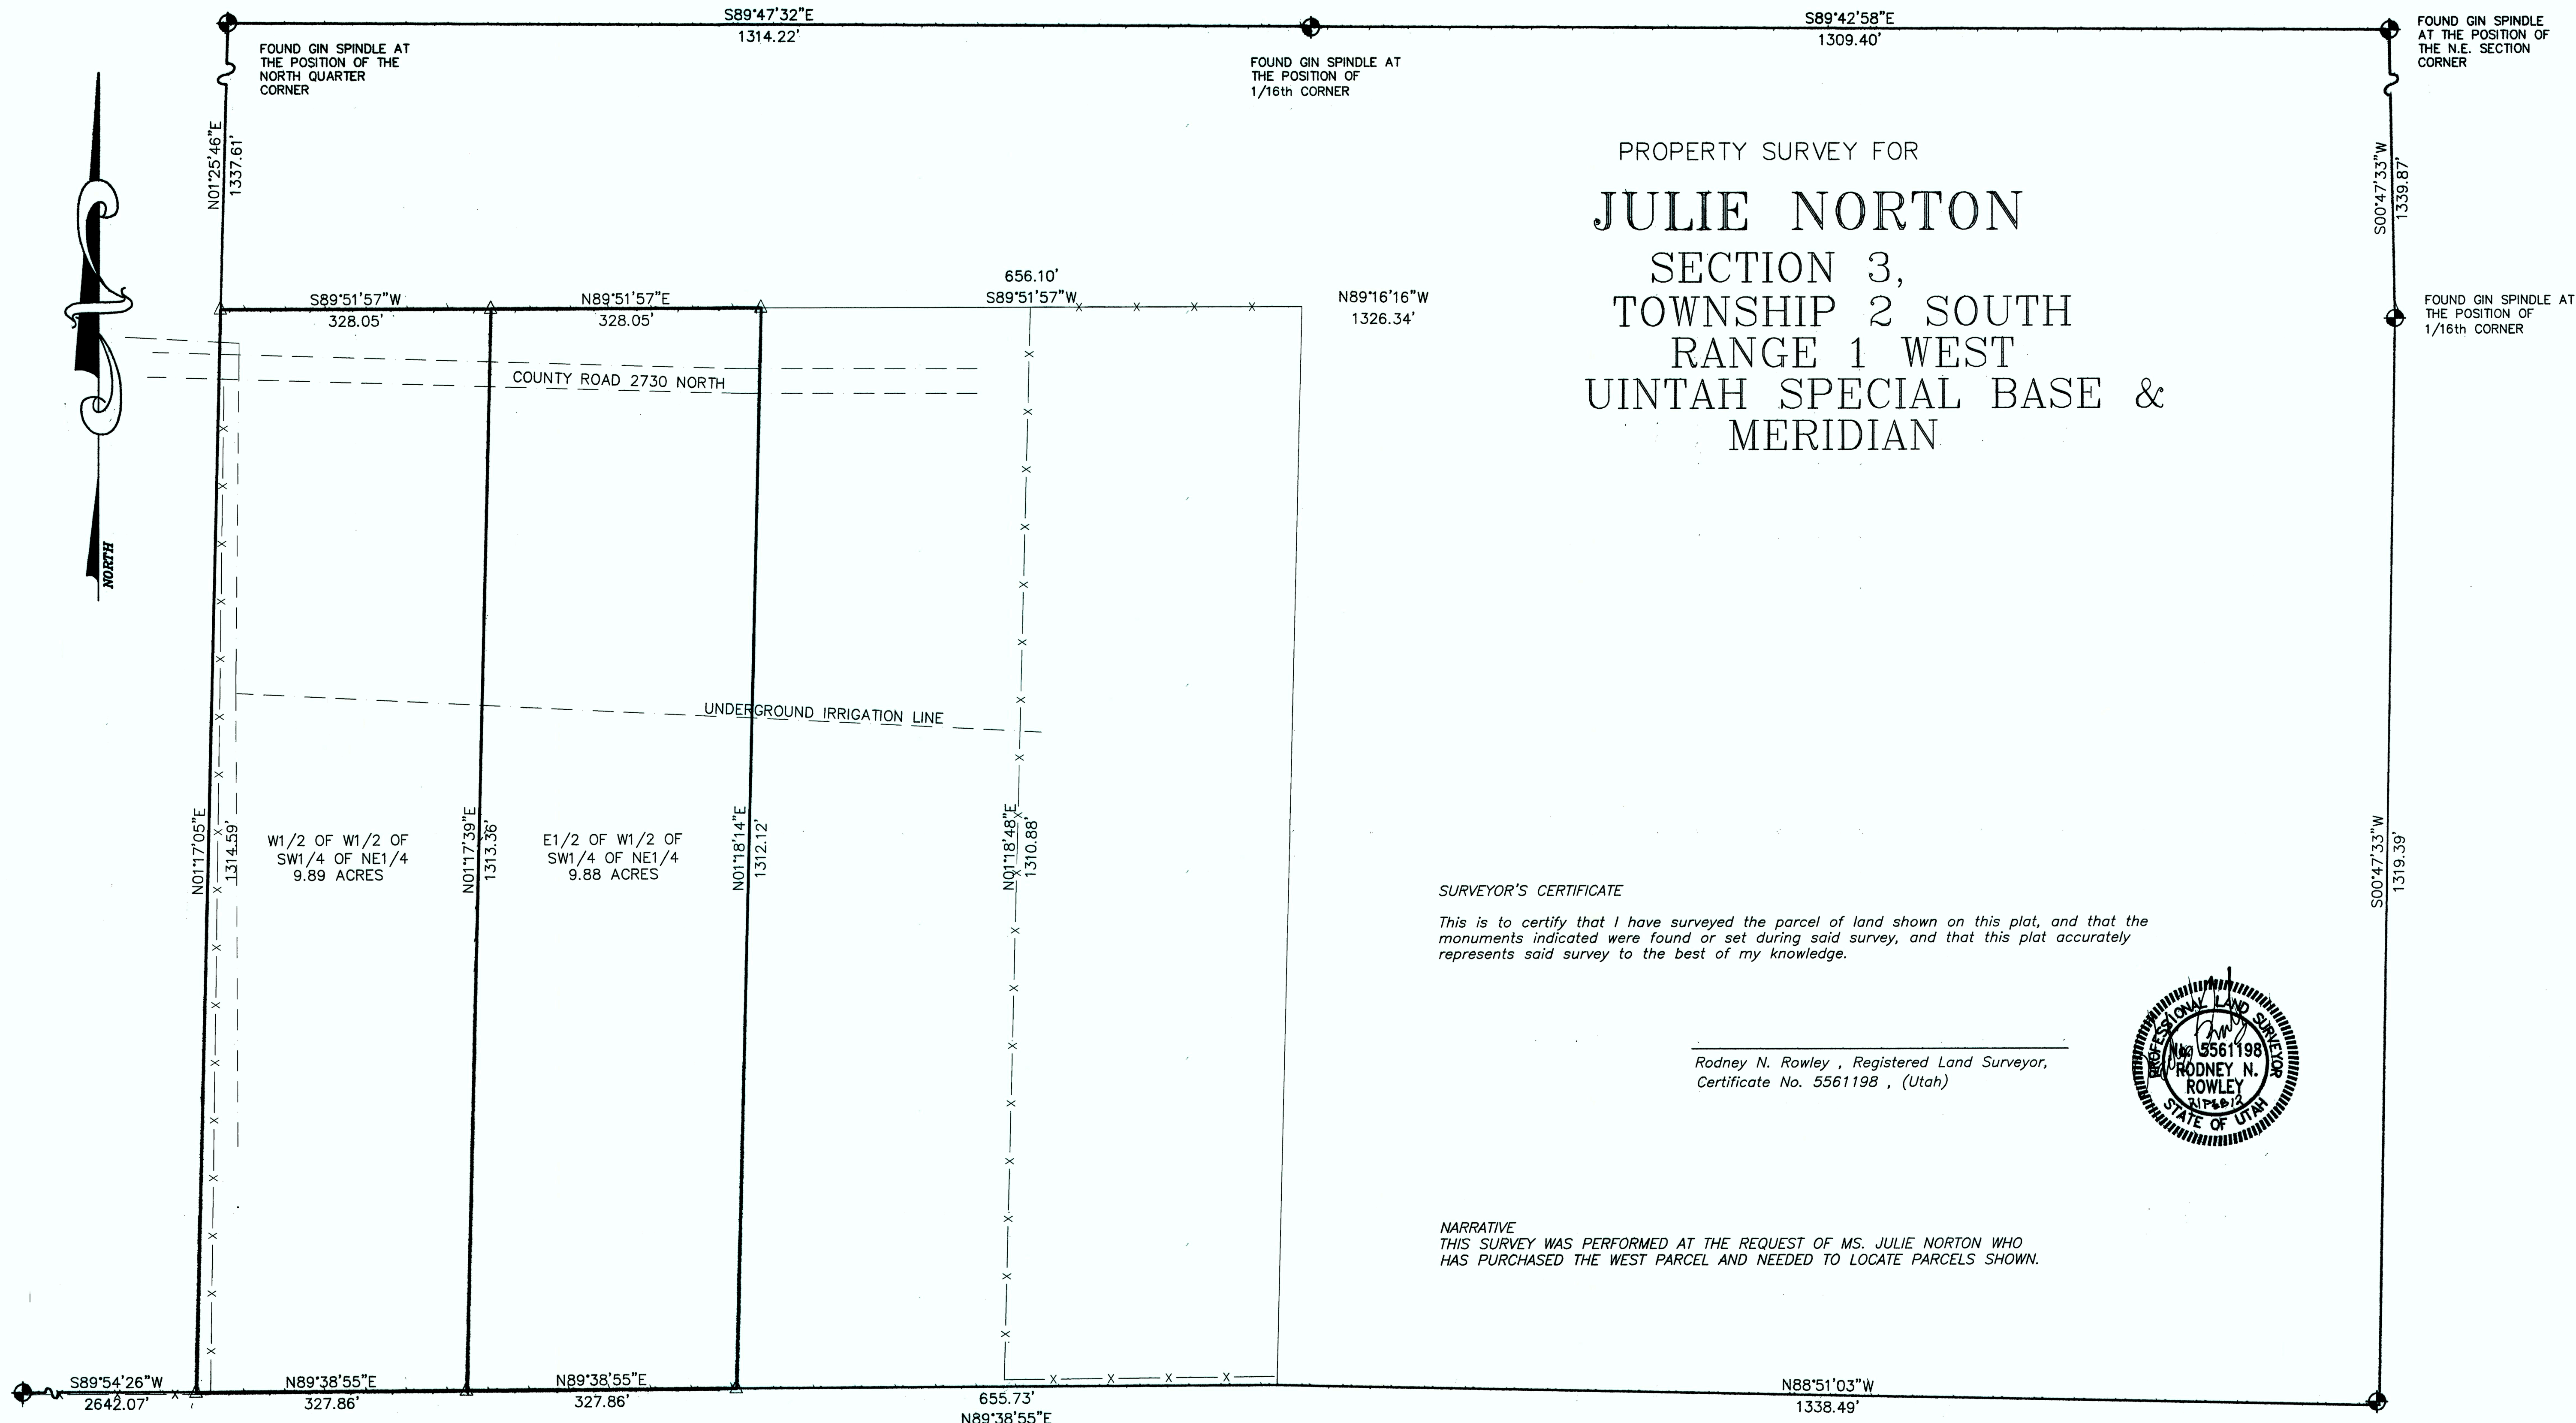 S89°47'32"E
1314.22'
S89°42'58"E
1309.40'
FOUND GIN SPINDLE AT
THE POSITION OF THE
NORTH QUARTER
CORNER
FOUND GIN SPINDLE AT
THE POSITION OF
1/16th CORNER
FOUND GIN SPINDLE
AT THE POSITION OF
THE N.E. SECTION
CORNER
N01°25'46"E
1337.61'
S00°47'33"W
1339.87'
PROPERTY SURVEY FOR
JULIE NORTON
SECTION 3,
TOWNSHIP 2 SOUTH
RANGE 1 WEST
UINTAH SPECIAL BASE &
MERIDIAN
NORTH
S89°51'57"W
328.05'
N89°51'57"E
328.05'
656.10'
S89°51'57"W
N89°16'16"W
1326.34'
FOUND GIN SPINDLE AT
THE POSITION OF
1/16th CORNER
COUNTY ROAD 2730 NORTH
UNDERGROUND IRRIGATION LINE
N01°17'05"E
1314.59'
W1/2 OF W1/2 OF
SW1/4 OF NE1/4
9.89 ACRES
N01°17'39"E
1313.36'
E1/2 OF W1/2 OF
SW1/4 OF NE1/4
9.88 ACRES
N01°18'14"E
1312.12'
N01°18'48"E
1310.88'
S00°47'33"W
1319.39'
SURVEYOR'S CERTIFICATE
This is to certify that I have surveyed the parcel of land shown on this plat, and that the
monuments indicated were found or set during said survey, and that this plat accurately
represents said survey to the best of my knowledge.
Rodney N. Rowley , Registered Land Surveyor,
Certificate No. 5561198 , (Utah)
PROFESSIONAL LAND SURVEYOR
No. 5561198
RODNEY N.
ROWLEY
STATE OF UTAH
NARRATIVE
THIS SURVEY WAS PERFORMED AT THE REQUEST OF MS. JULIE NORTON WHO
HAS PURCHASED THE WEST PARCEL AND NEEDED TO LOCATE PARCELS SHOWN.
S89°54'26"W
2642.07'
N89°38'55"E
327.86'
N89°38'55"E
327.86'
655.73'
N89°38'55"E
N88°51'03"W
1338.49'